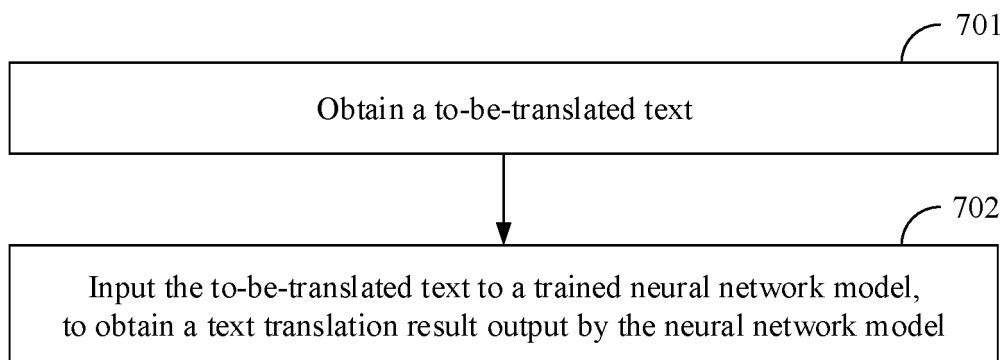 701
Obtain a to-be-translated text
702
Input the to-be-translated text to a trained neural network model,
to obtain a text translation result output by the neural network model